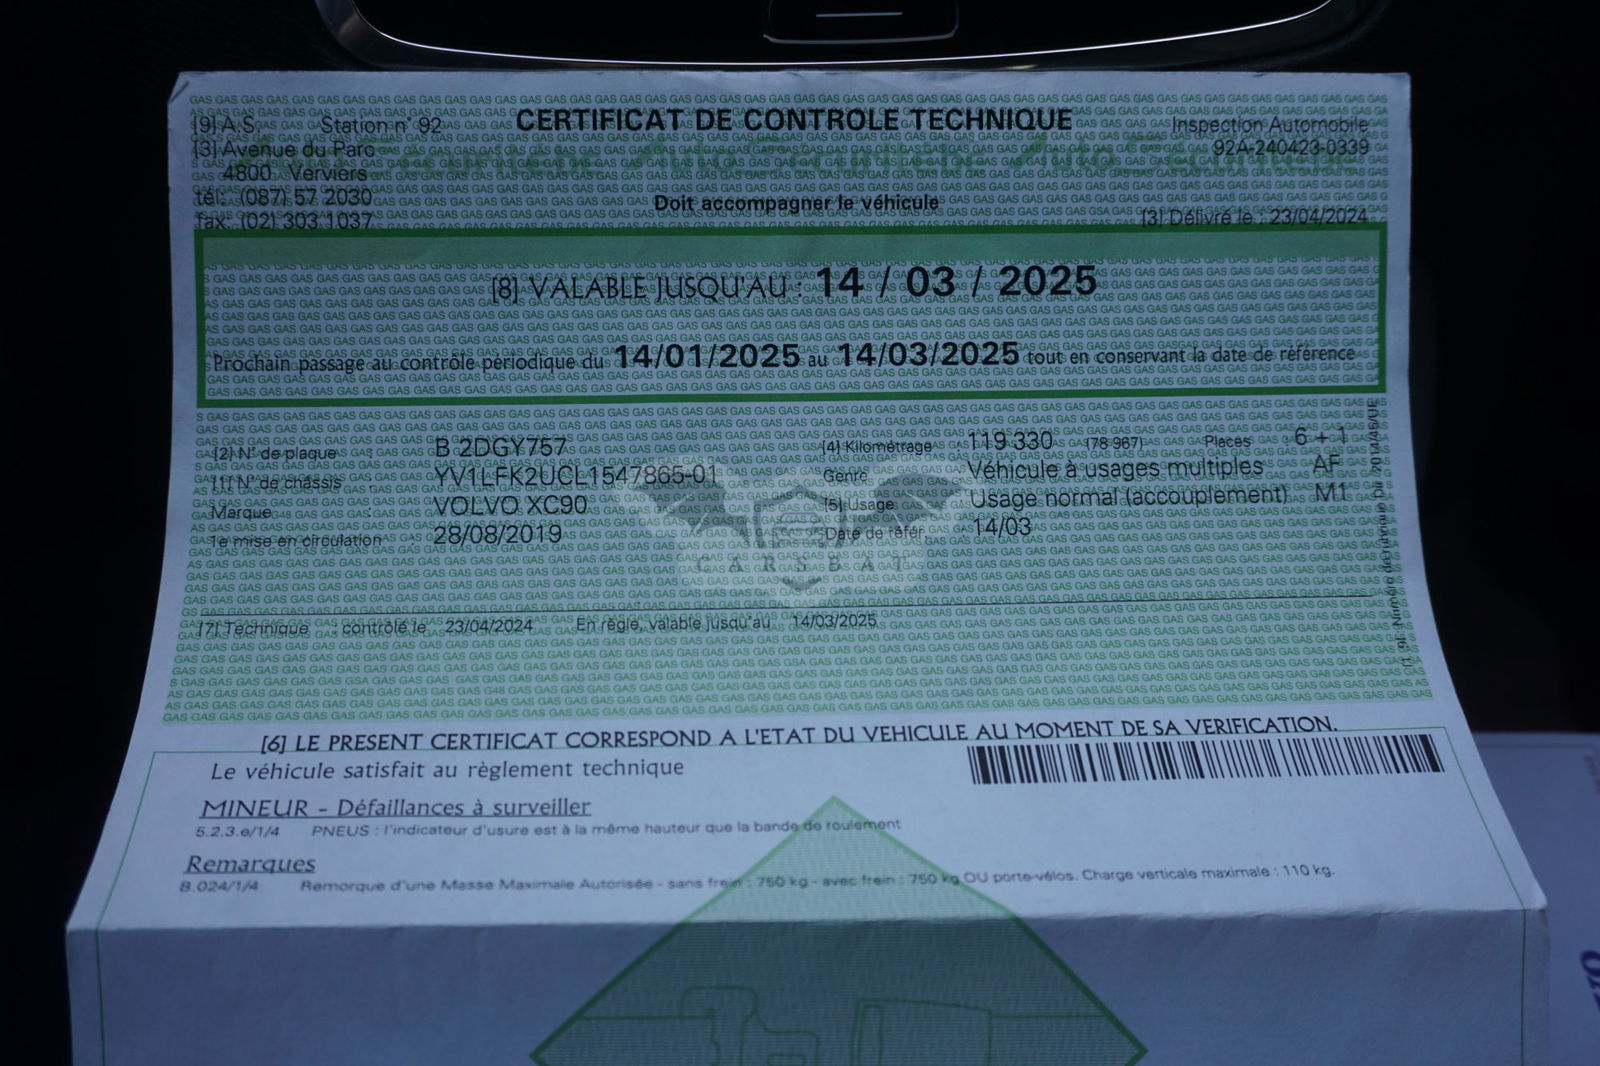 CERTIFICAT DE CONTROLE TECHNIQUE
[9] A.S. Station n° 92
[3] Avenue du Parc
4800 Verviers
tél: (087) 57 2030
fax. (02) 303 1037
Inspection Automobile
92A-240423-0339
Doit accompagner le véhicule
[3] Délivré le : 23/04/2024
[8] VALABLE JUSQU'AU : 14 / 03 / 2025
Prochain passage au contrôle périodique du 14/01/2025 au 14/03/2025 tout en conservant la date de référence
[2] N° de plaque : B 2DGY757
[1] N° de châssis : YV1LFK2UCL1547865-01
Marque : VOLVO XC90
1e mise en circulation : 28/08/2019
[4] Kilométrage : 119 330 (78 967) Places : 6 + 1
Genre : Véhicule à usages multiples AF
[5] Usage : Usage normal (accouplement) M1
Date de référ. : 14/03
CARSBAT
[7] Technique : contrôlé le 23/04/2024 En règle, valable jusqu'au 14/03/2025
[6] LE PRESENT CERTIFICAT CORRESPOND A L'ETAT DU VEHICULE AU MOMENT DE SA VERIFICATION.
Le véhicule satisfait au règlement technique
MINEUR - Défaillances à surveiller
5.2.3.e/1/4 PNEUS : l'indicateur d'usure est à la même hauteur que la bande de roulement
Remarques
B.024/1/4 Remorque d'une Masse Maximale Autorisée - sans frein : 750 kg - avec frein : 750 kg OU porte-vélos. Charge verticale maximale : 110 kg.